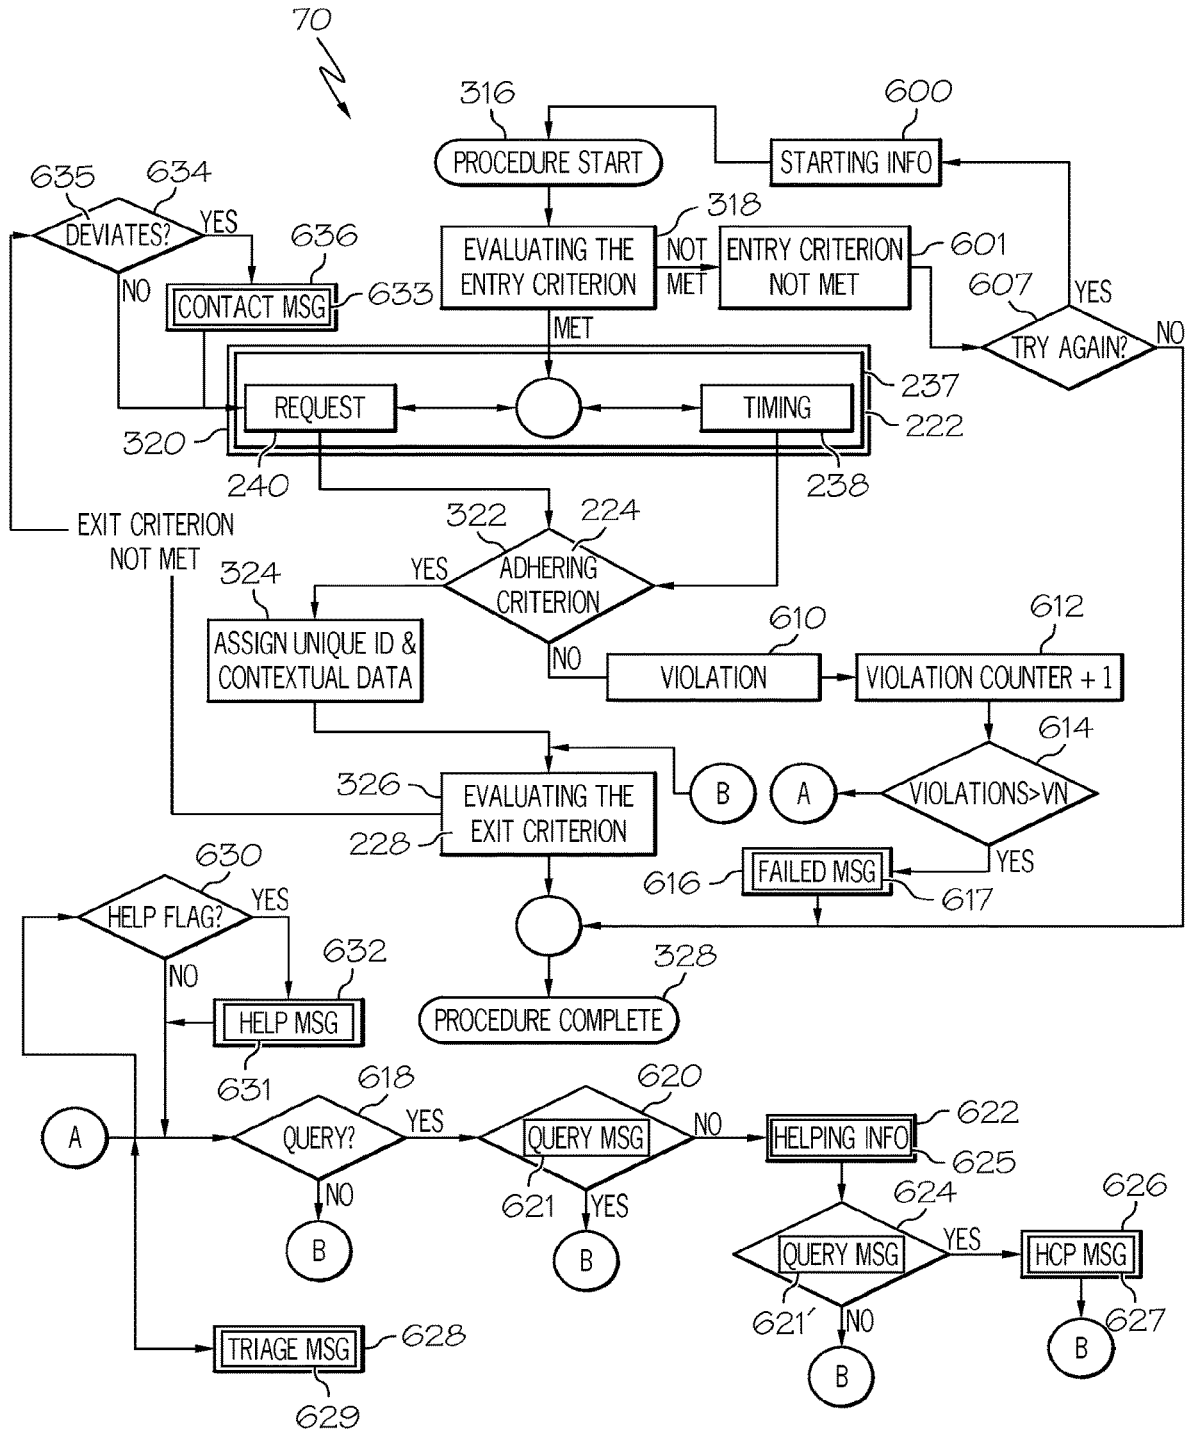 70
316
600
PROCEDURE START
STARTING INFO
635
634
DEVIATES?
YES
NO
636
CONTACT MSG
633
318
EVALUATING THE
ENTRY CRITERION
NOT
MET
ENTRY CRITERION
NOT MET
601
607
YES
TRY AGAIN?
NO
MET
237
222
REQUEST
TIMING
320
240
238
EXIT CRITERION
NOT MET
322
224
ADHERING
CRITERION
YES
324
ASSIGN UNIQUE ID &
CONTEXTUAL DATA
NO
610
VIOLATION
612
VIOLATION COUNTER + 1
614
VIOLATIONS>VN
A
B
YES
326
EVALUATING THE
EXIT CRITERION
228
616
FAILED MSG
617
630
HELP FLAG?
YES
NO
632
HELP MSG
631
328
PROCEDURE COMPLETE
A
618
QUERY?
YES
NO
B
620
QUERY MSG
621
NO
YES
B
622
HELPING INFO
625
624
QUERY MSG
621′
YES
NO
B
626
HCP MSG
627
B
TRIAGE MSG
628
629